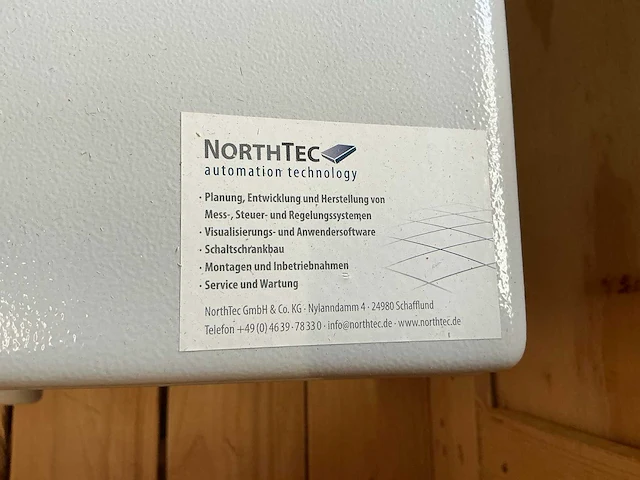 NORTHTEC
automation technology
· Planung, Entwicklung und Herstellung von
Mess-, Steuer- und Regelungssystemen
· Visualisierungs- und Anwendersoftware
· Schaltschrankbau
· Montagen und Inbetriebnahmen
· Service und Wartung
NorthTec GmbH & Co. KG · Nylanndamm 4 · 24980 Schafflund
Telefon +49 (0) 46 39 · 78 33 0 · info@northtec.de · www.northtec.de